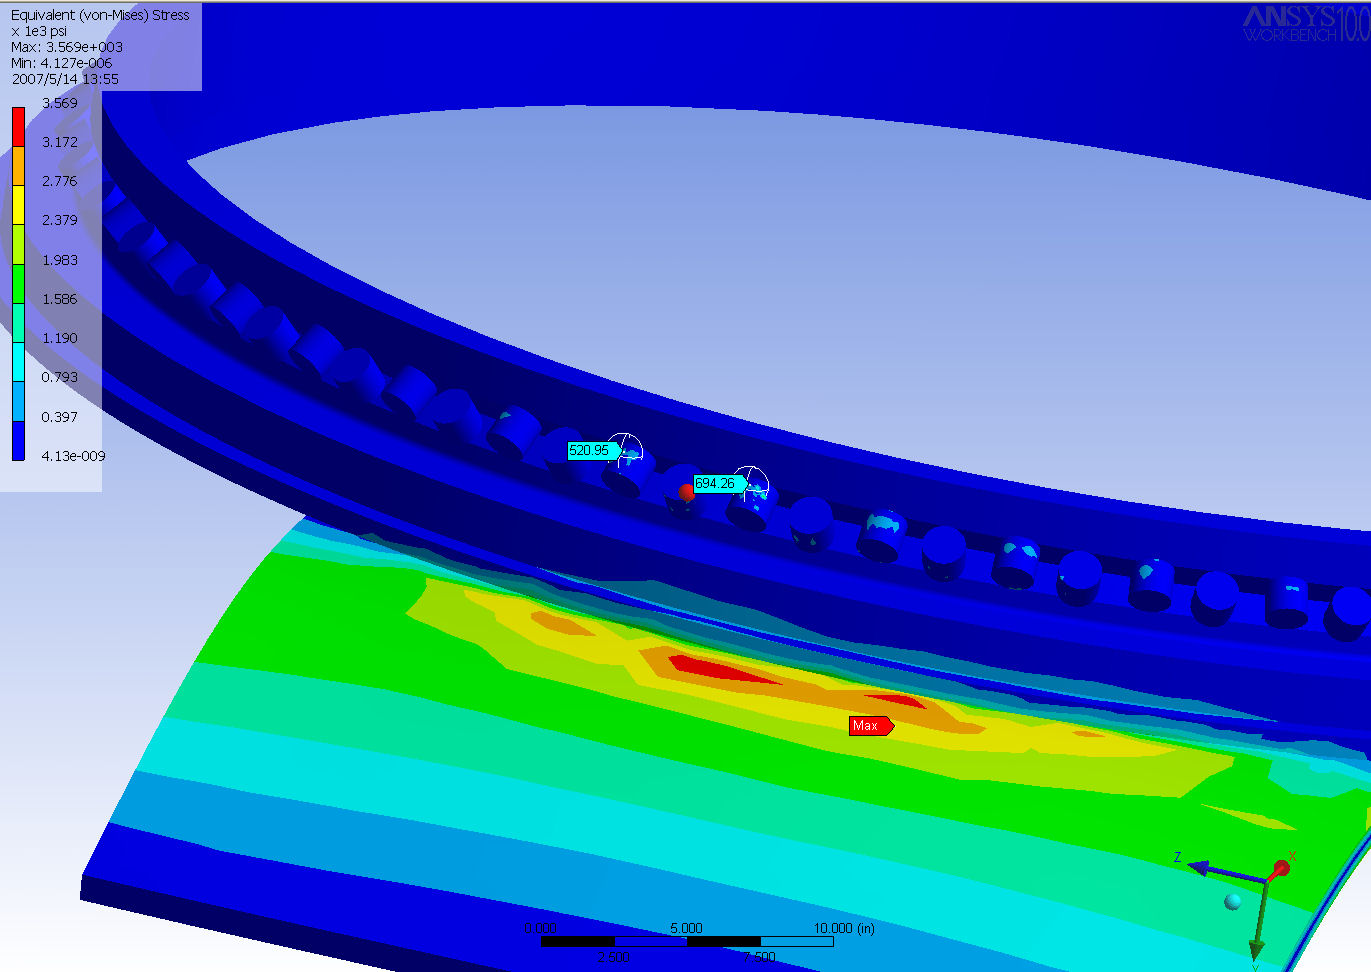 Equivalent (von-Mises) Stress
x 1e3 psi
Max: 3.569e+003
Min: 4.127e-006
2007/5/14 13:55
ANSYS 10.0
WORKBENCH
3.569
3.172
2.776
2.379
1.983
1.586
1.190
0.793
0.397
4.13e-009
520.95
694.26
Max
Z
X
Y
0.000
5.000
10.000 (in)
2.500
7.500